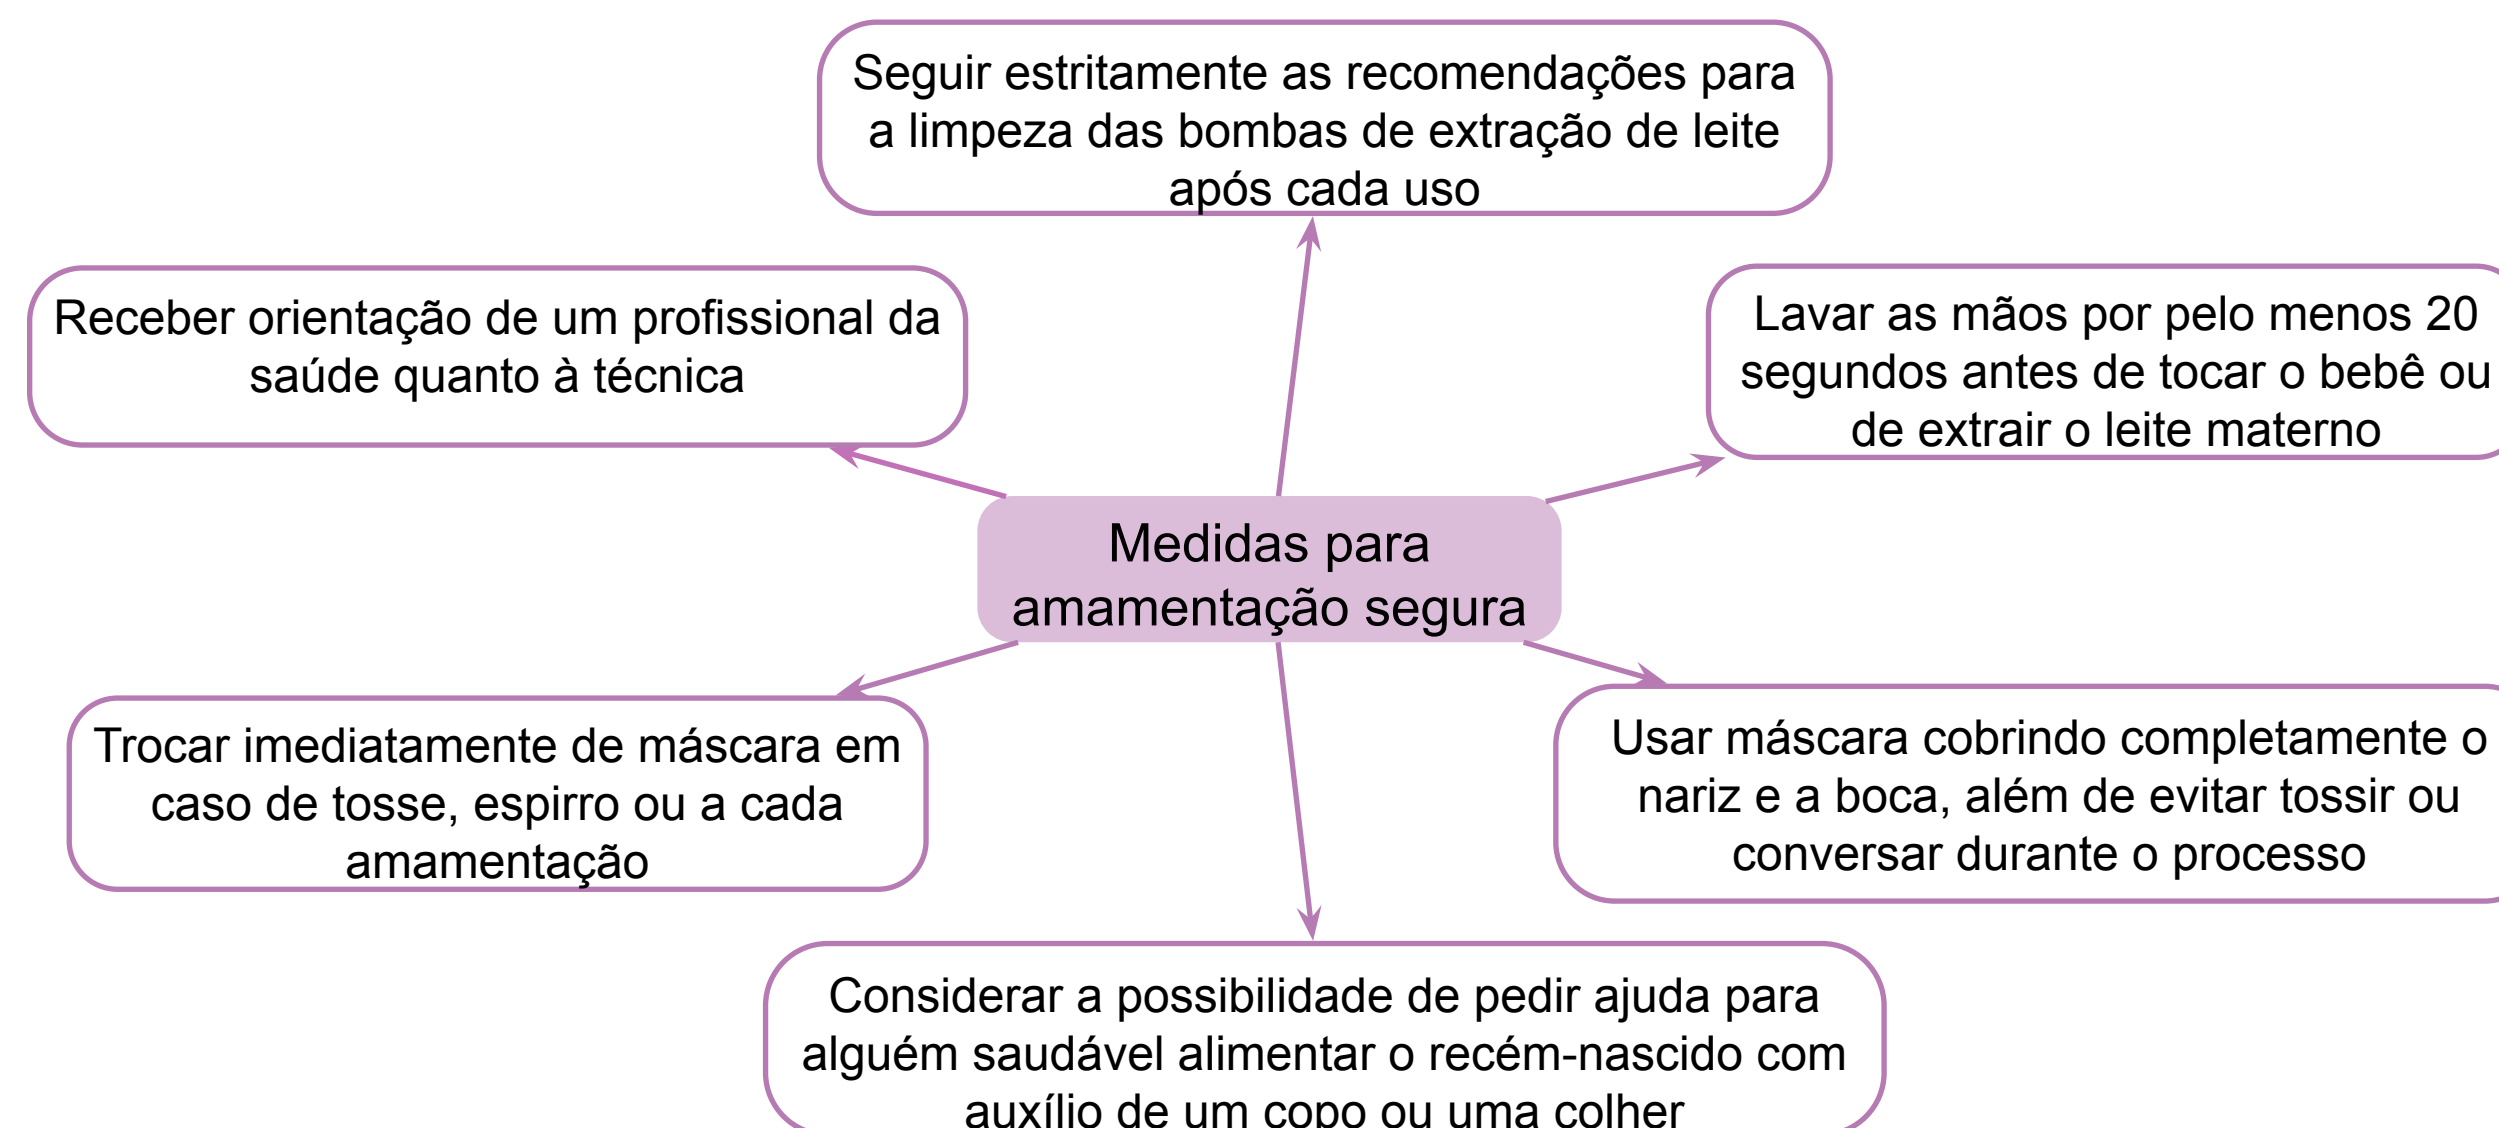 Seguir estritamente as recomendações para
a limpeza das bombas de extração de leite
após cada uso
Receber orientação de um profissional da
saúde quanto à técnica
Lavar as mãos por pelo menos 20
segundos antes de tocar o bebê ou
de extrair o leite materno
Medidas para
amamentação segura
Trocar imediatamente de máscara em
caso de tosse, espirro ou a cada
amamentação
Usar máscara cobrindo completamente o
nariz e a boca, além de evitar tossir ou
conversar durante o processo
Considerar a possibilidade de pedir ajuda para
alguém saudável alimentar o recém-nascido com
auxílio de um copo ou uma colher